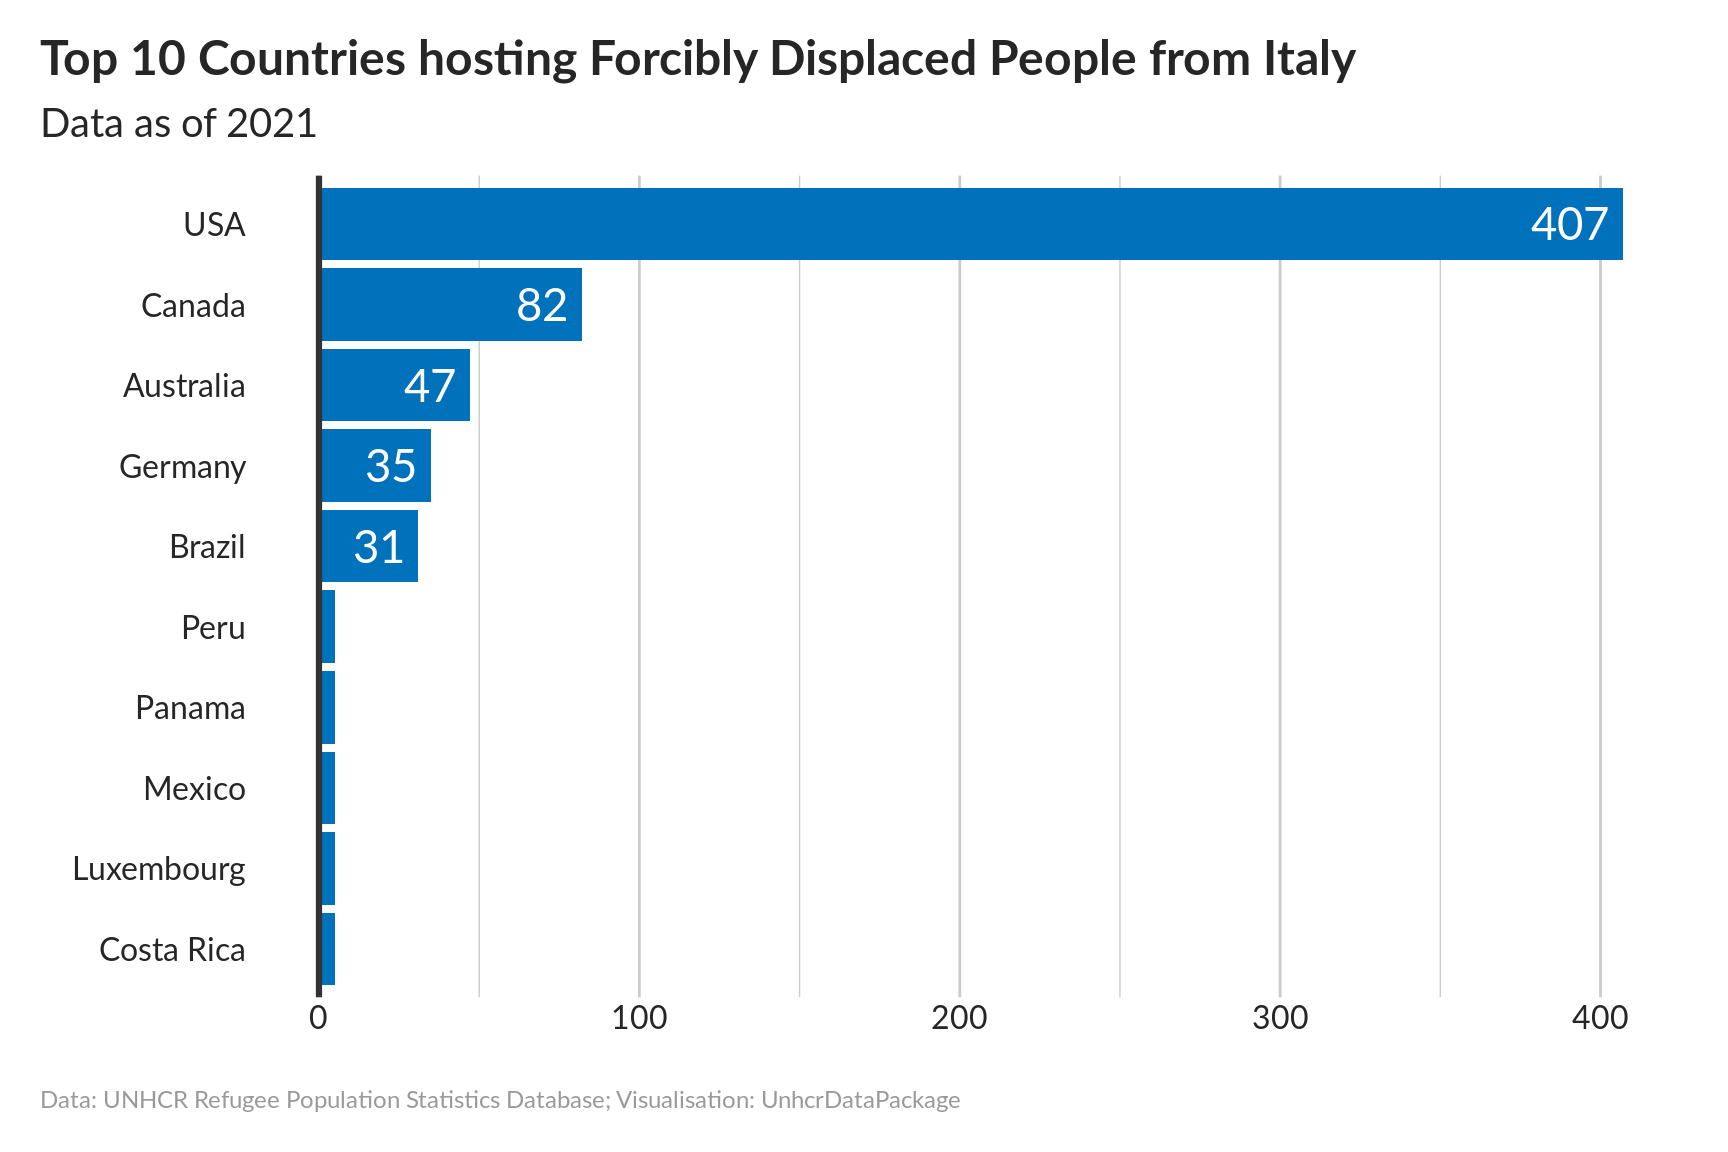 Top 10 Countries hosting Forcibly Displaced People from Italy
Data as of 2021
USA 407
Canada 82
Australia 47
Germany 35
Brazil 31
Peru
Panama
Mexico
Luxembourg
Costa Rica
0 100 200 300 400
Data: UNHCR Refugee Population Statistics Database; Visualisation: UnhcrDataPackage